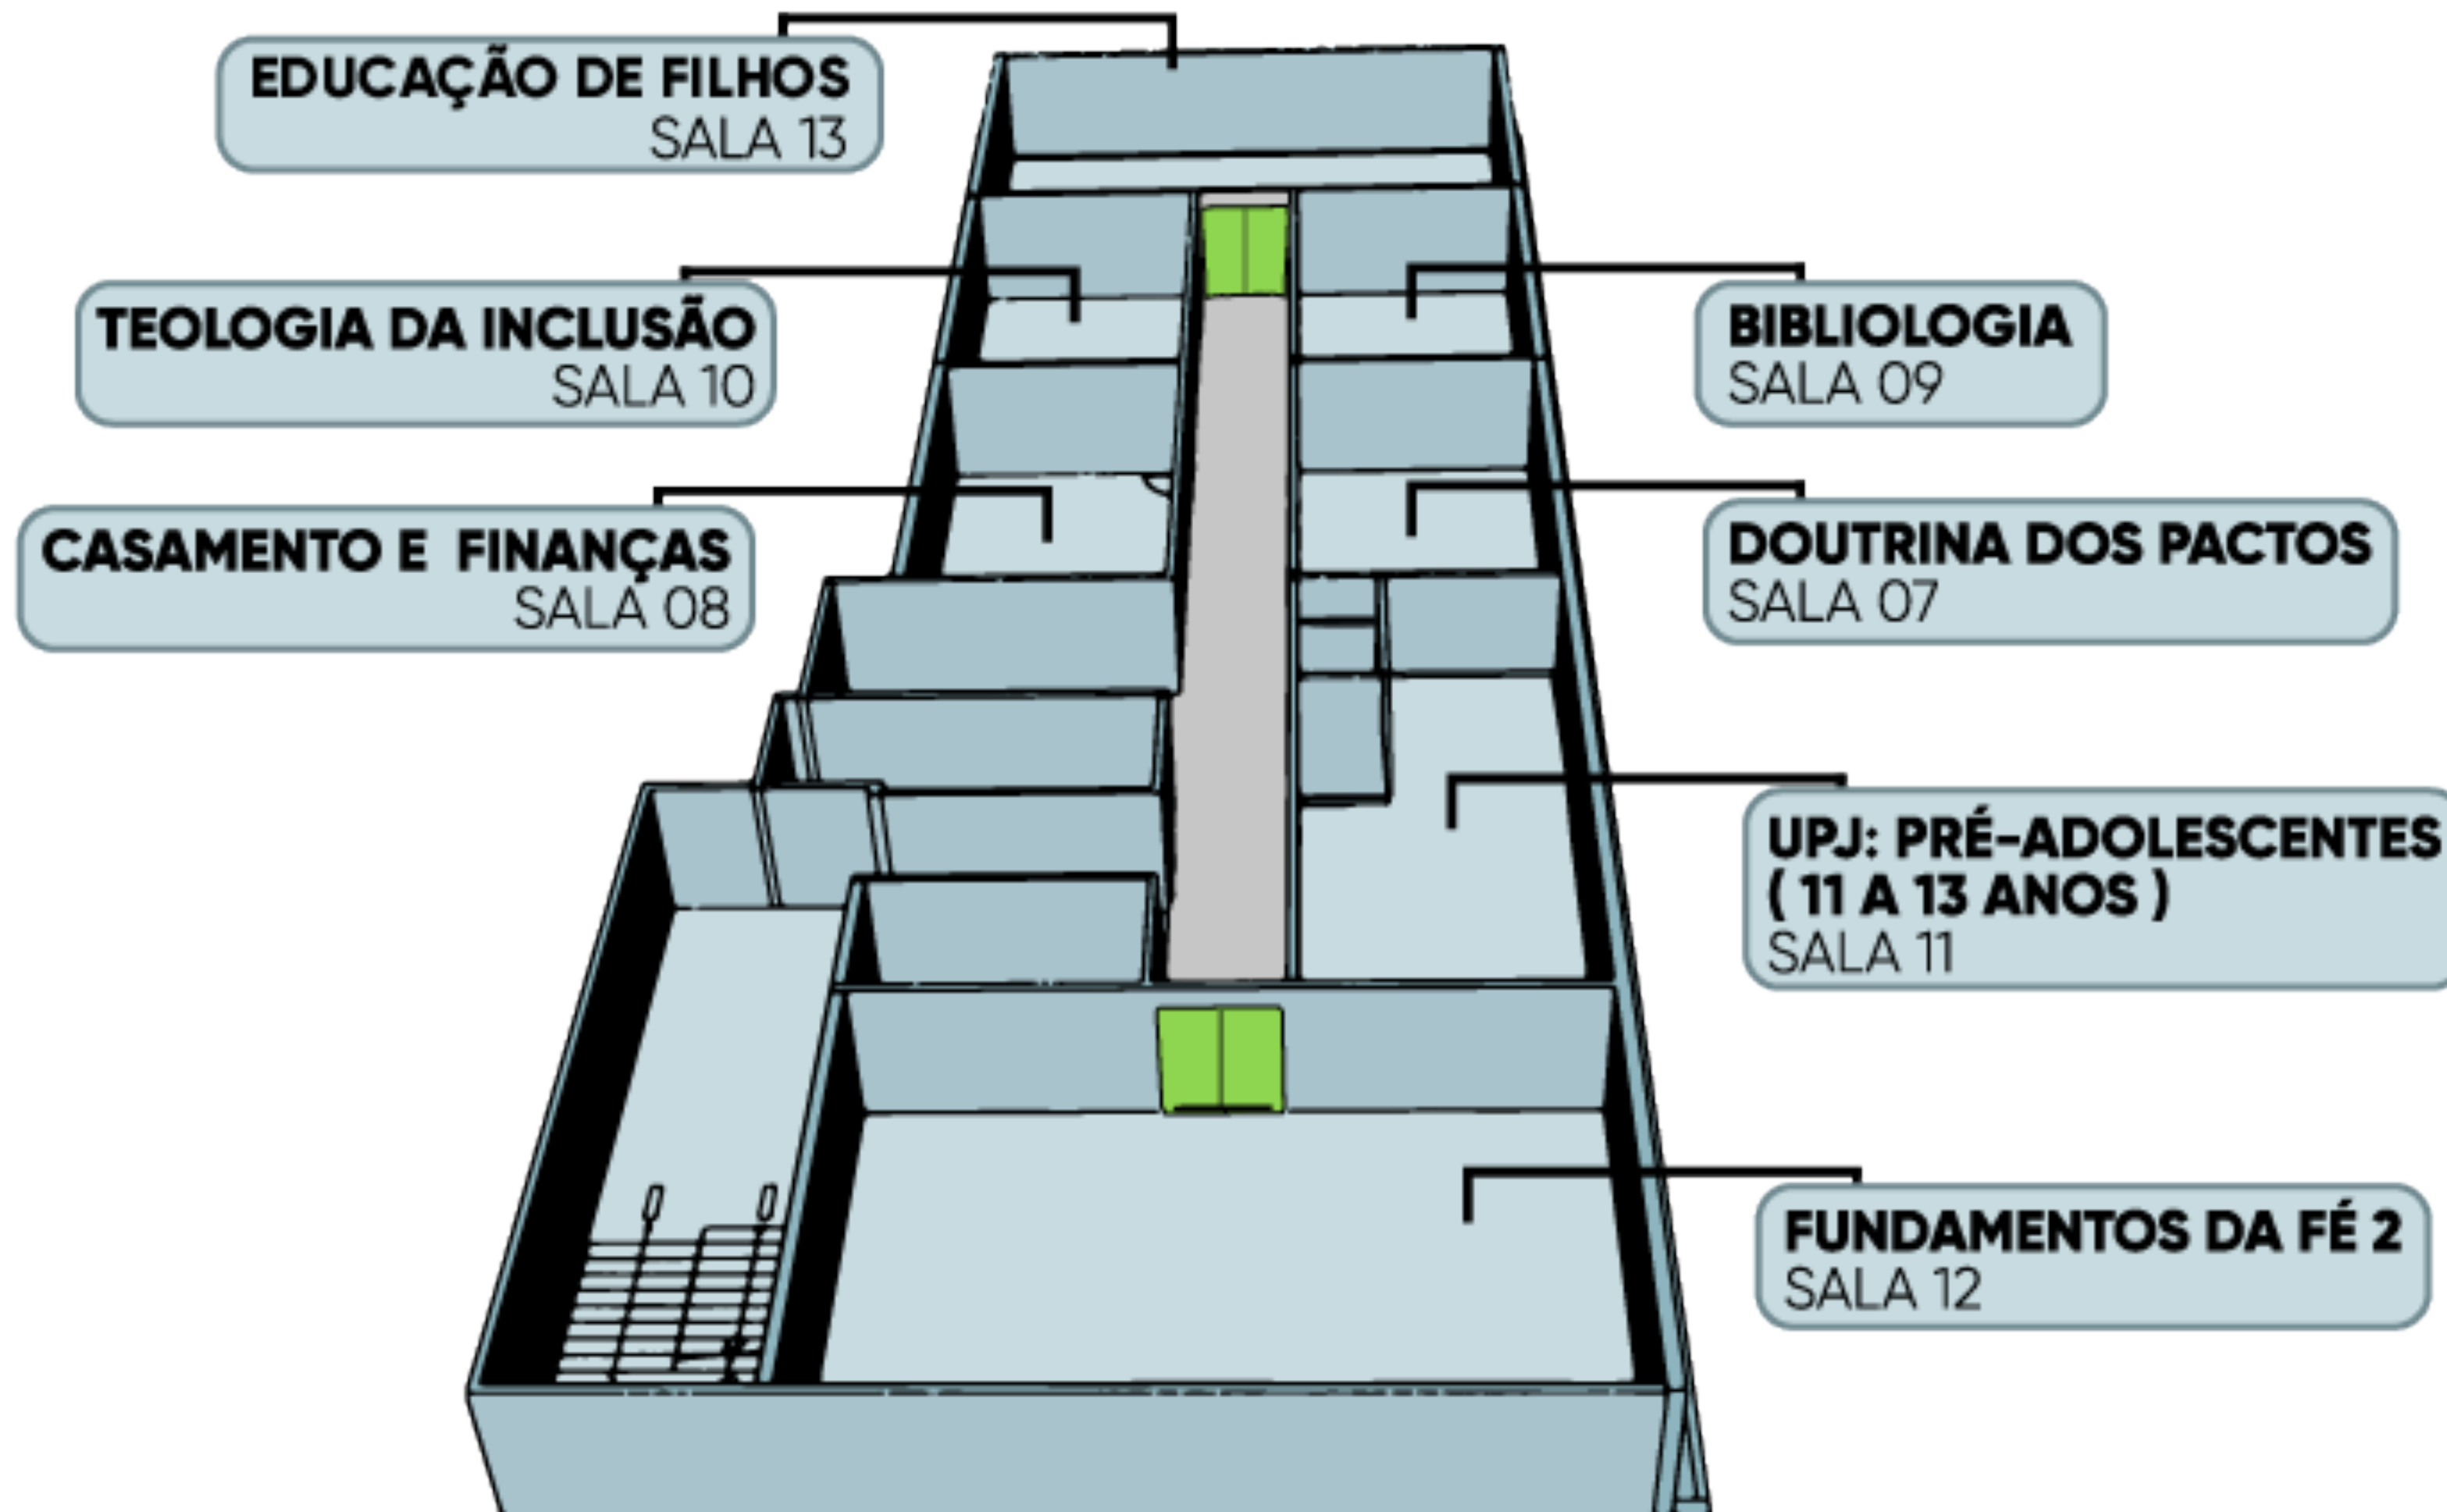 EDUCAÇÃO DE FILHOS
SALA 13
TEOLOGIA DA INCLUSÃO
SALA 10
BIBLIOLOGIA
SALA 09
CASAMENTO E FINANÇAS
SALA 08
DOUTRINA DOS PACTOS
SALA 07
UPJ: PRÉ-ADOLESCENTES
( 11 A 13 ANOS )
SALA 11
FUNDAMENTOS DA FÉ 2
SALA 12